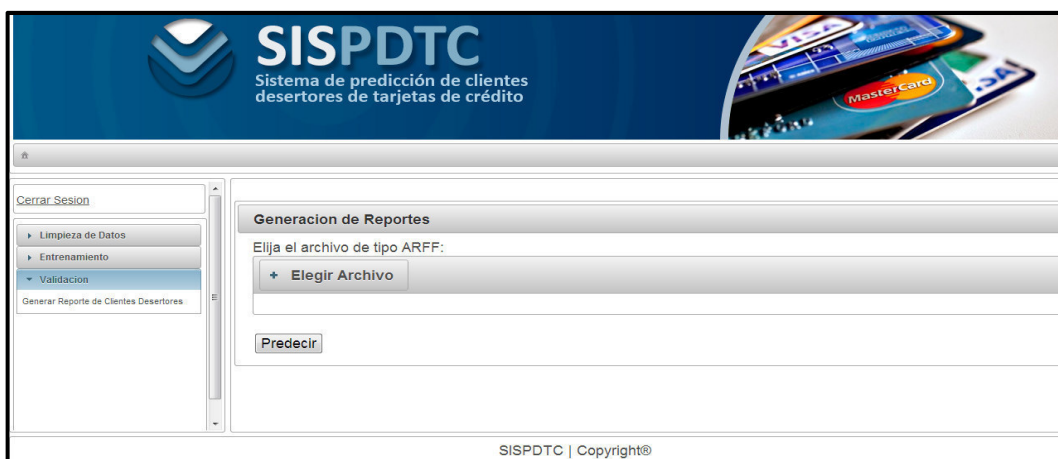 SISPDTC
Sistema de predicción de clientes
desertores de tarjetas de crédito
VISA
MasterCard
Cerrar Sesion
Limpieza de Datos
Entrenamiento
Validacion
Generar Reporte de Clientes Desertores
Generacion de Reportes
Elija el archivo de tipo ARFF:
+ Elegir Archivo
Predecir
SISPDTC | Copyright®